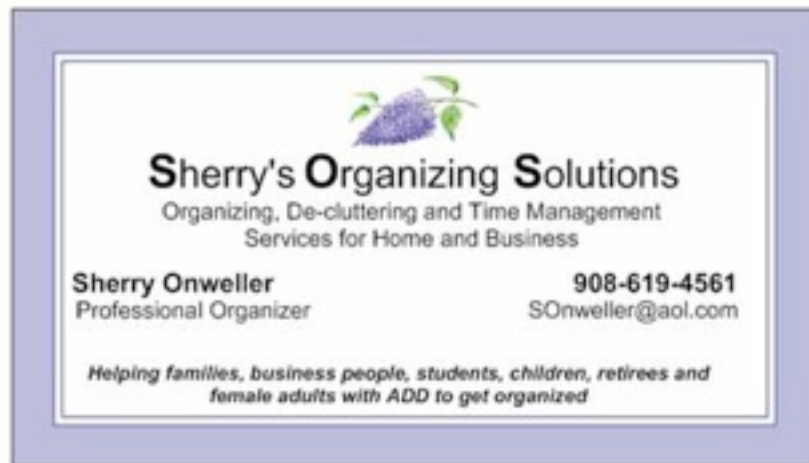 Sherry's Organizing Solutions
Organizing, De-cluttering and Time Management
Services for Home and Business
Sherry Onweller
908-619-4561
Professional Organizer
SOnweller@aol.com
Helping families, business people, students, children, retirees and
female adults with ADD to get organized